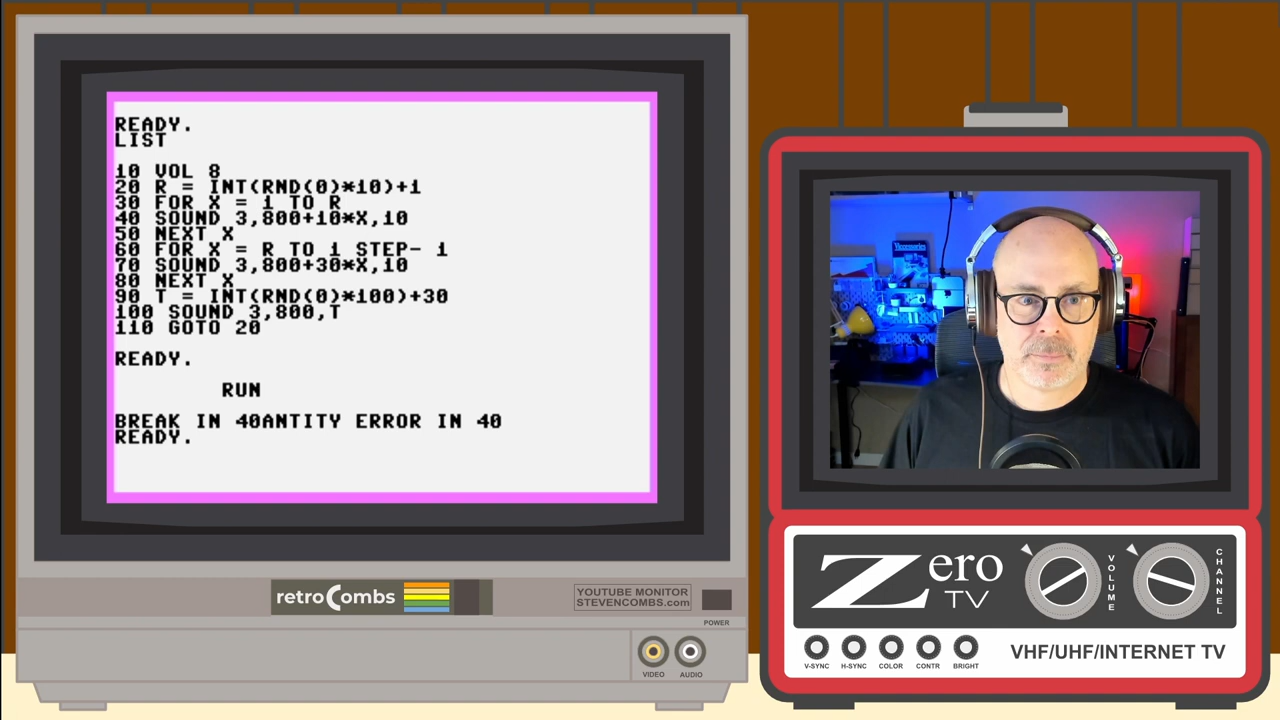 READY.
LIST
10 VOL 8
20 R = INT(RND(0)*10)+1
30 FOR X = 1 TO R
40 SOUND 3,800+10*X,10
50 NEXT X
60 FOR X = R TO 1 STEP- 1
70 SOUND 3,800+30*X,10
80 NEXT X
90 T = INT(RND(0)*100)+30
100 SOUND 3,800,T
110 GOTO 20
READY.
RUN
BREAK IN 40ANTITY ERROR IN 40
READY.
retroCombs
YOUTUBE MONITOR
STEVENCOMBS.com
POWER
VIDEO
AUDIO
Zero
TV
VOLUME
CHANNEL
V-SYNC
H-SYNC
COLOR
CONTR
BRIGHT
VHF/UHF/INTERNET TV